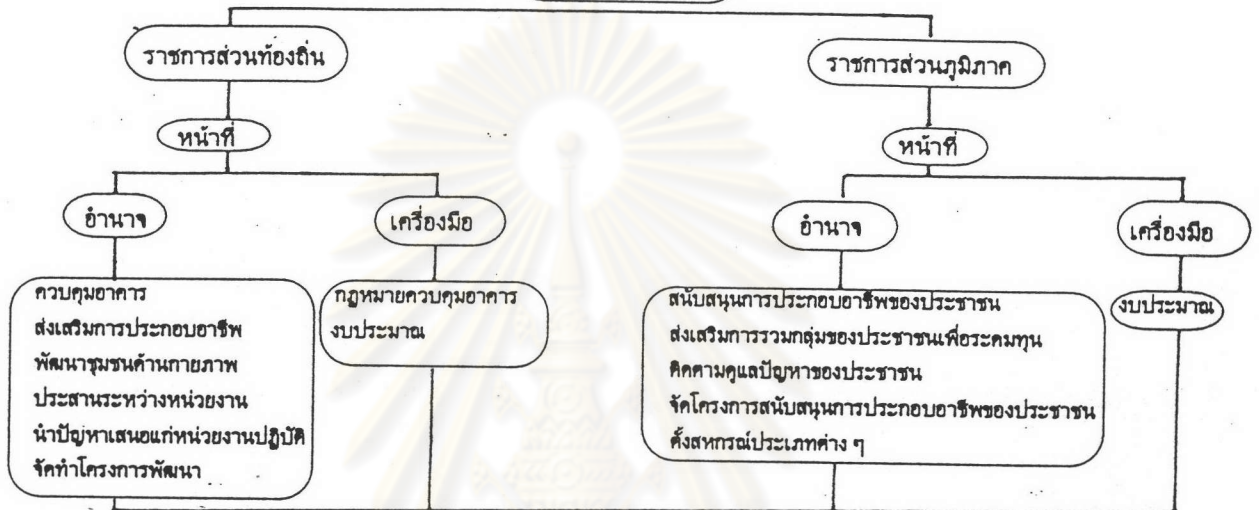 ราชการส่วนท้องถิ่น
ราชการส่วนภูมิภาค
หน้าที่
หน้าที่
อำนาจ
เครื่องมือ
อำนาจ
เครื่องมือ
ควบคุมอาคาร
ส่งเสริมการประกอบอาชีพ
พัฒนาชุมชนด้านกายภาพ
ประสานระหว่างหน่วยงาน
นำปัญหาเสนอแก่หน่วยงานปฏิบัติ
จัดทำโครงการพัฒนา
กฎหมายควบคุมอาคาร
งบประมาณ
สนับสนุนการประกอบอาชีพของประชาชน
ส่งเสริมการรวมกลุ่มของประชาชนเพื่อระดมทุน
ติดตามดูแลปัญหาของประชาชน
จัดโครงการสนับสนุนการประกอบอาชีพของประชาชน
ตั้งสหกรณ์ประเภทต่าง ๆ
งบประมาณ